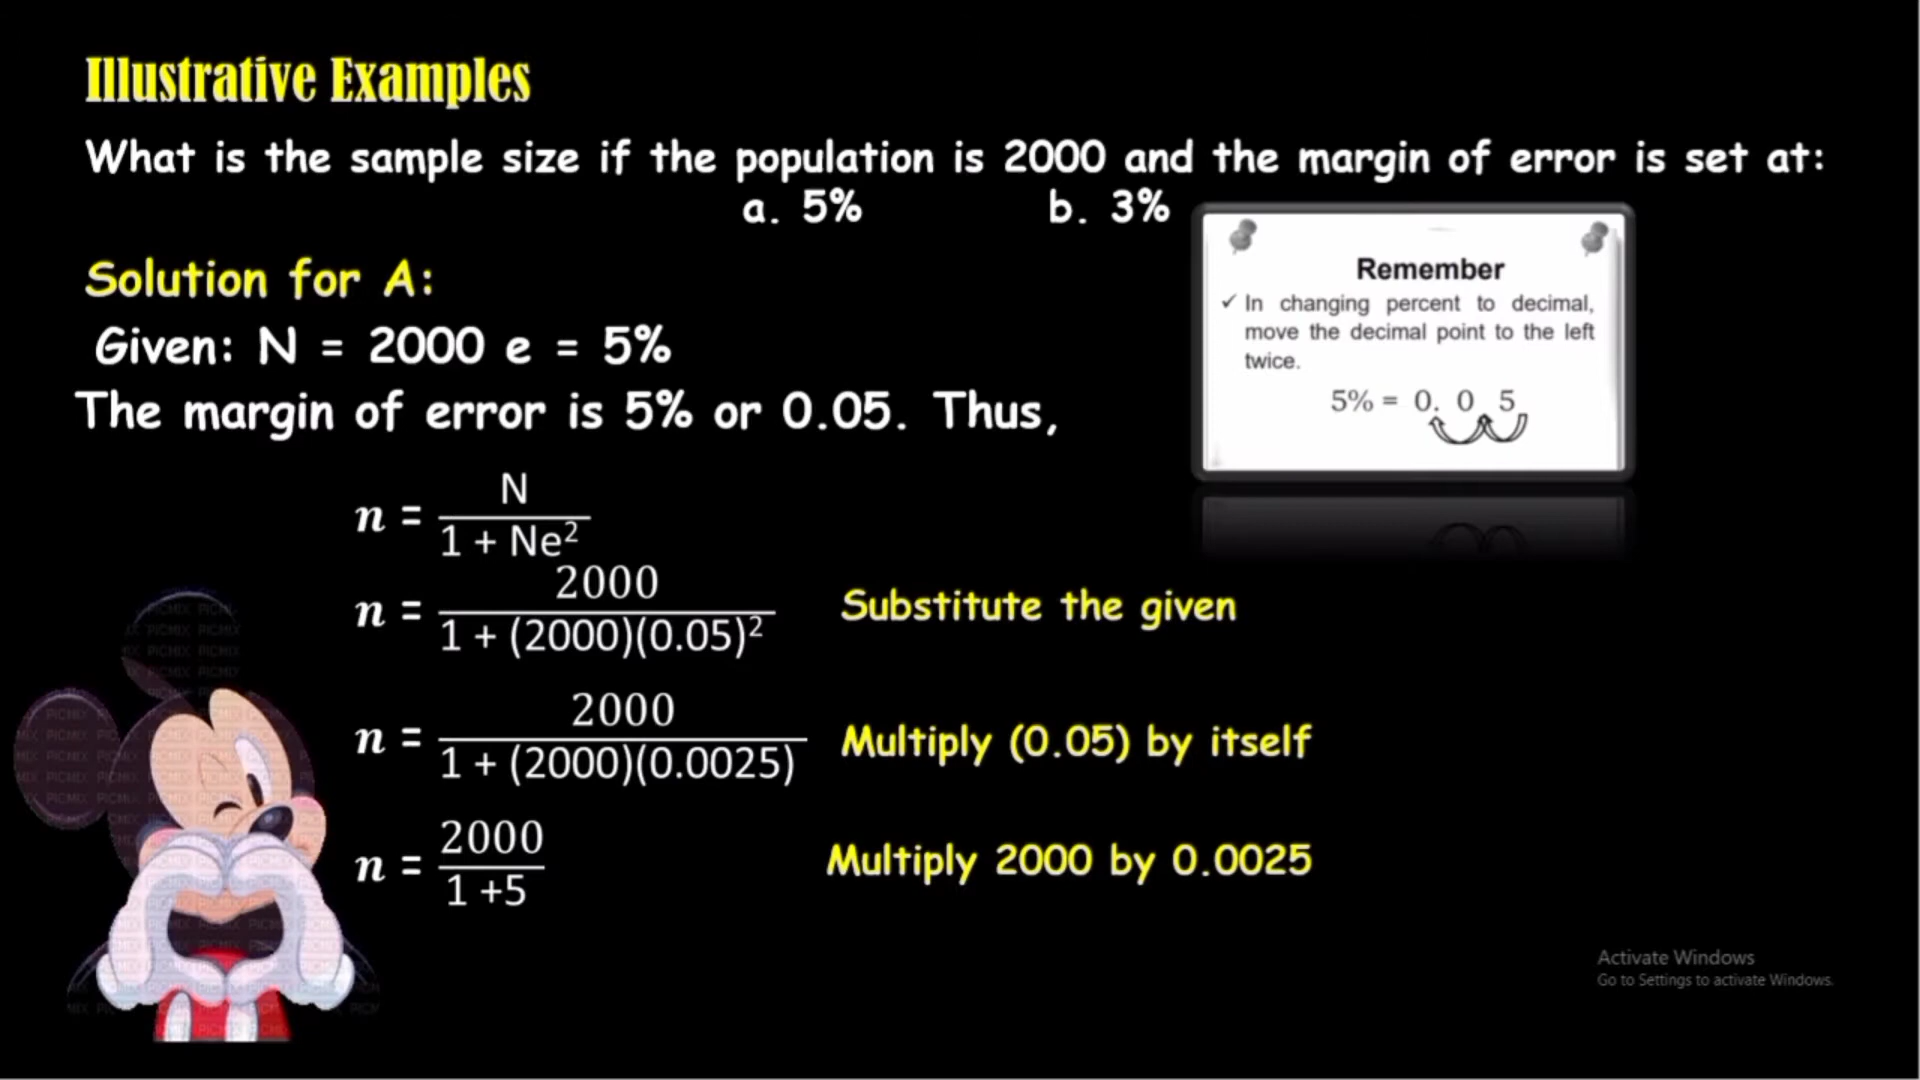 Illustrative Examples
What is the sample size if the population is 2000 and the margin of error is set at:
a. 5% b. 3%
Remember
✓ In changing percent to decimal,
move the decimal point to the left
twice.
5% = 0. 0 5
Solution for A:
Given: N = 2000 e = 5%
The margin of error is 5% or 0.05. Thus,
n = N / 1 + Ne²
n = 2000 / 1 + (2000)(0.05)² Substitute the given
n = 2000 / 1 + (2000)(0.0025) Multiply (0.05) by itself
n = 2000 / 1 +5 Multiply 2000 by 0.0025
PICMIX
Activate Windows
Go to Settings to activate Windows.